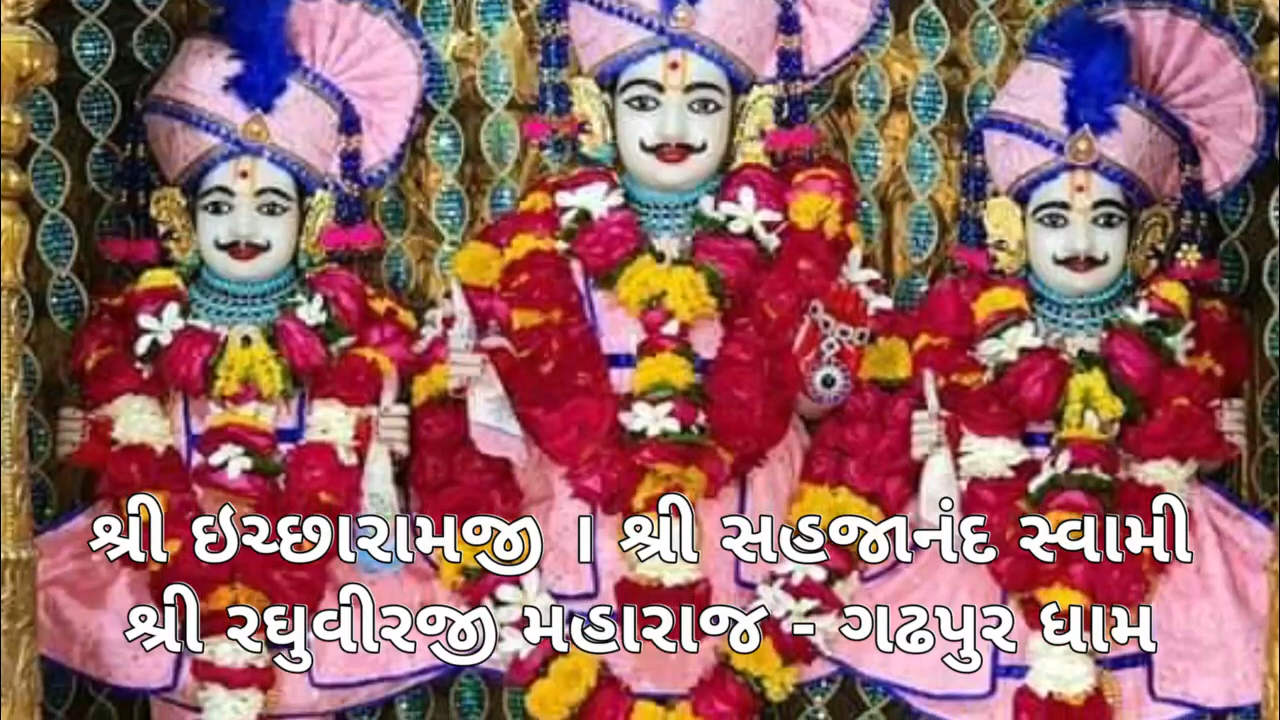 શ્રી ઇચ્છારામજી । શ્રી સહજાનંદ સ્વામી
શ્રી રઘુવીરજી મહારાજ - ગઢપુર ધામ